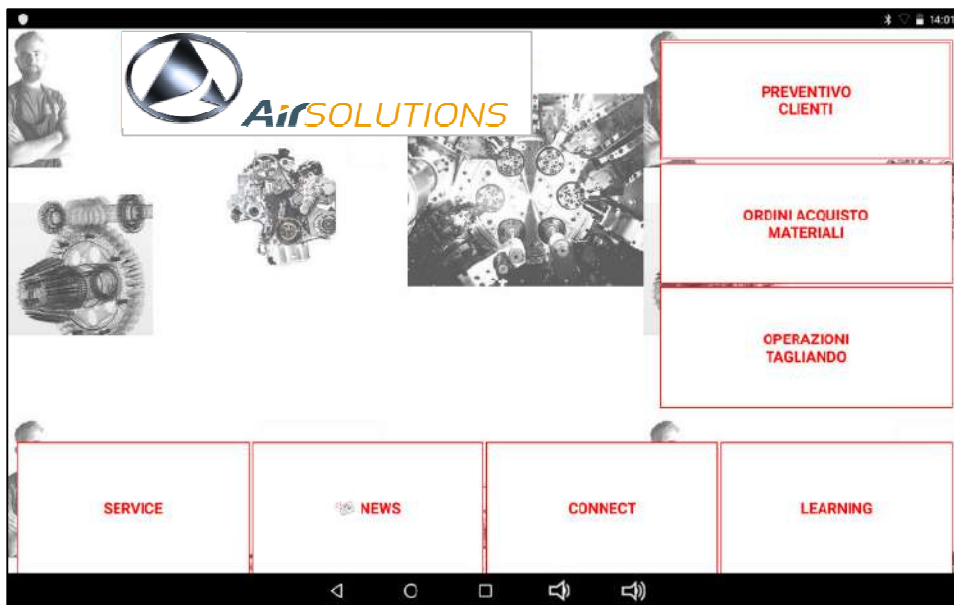 14:01
AirSOLUTIONS
PREVENTIVO
CLIENTI
ORDINI ACQUISTO
MATERIALI
OPERAZIONI
TAGLIANDO
SERVICE
NEWS
CONNECT
LEARNING